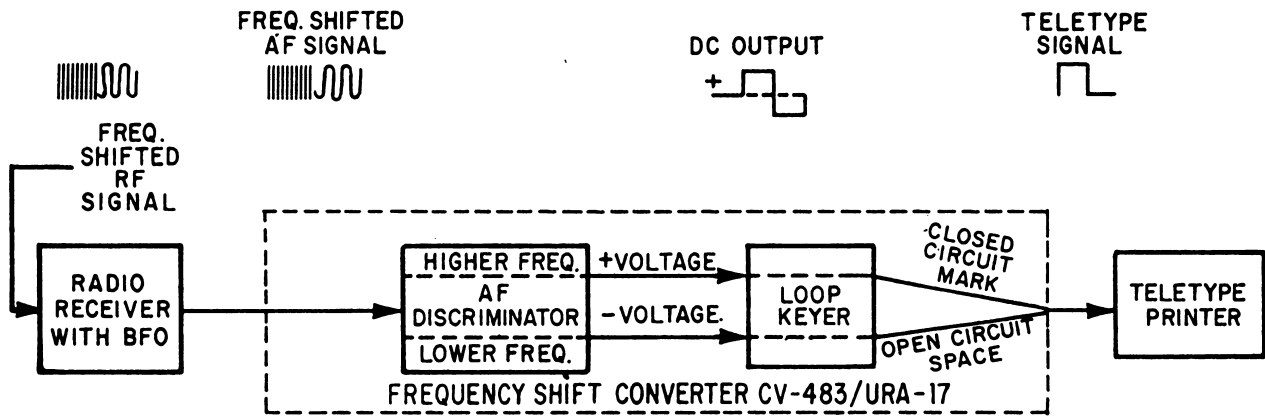 FREQ. SHIFTED
AF SIGNAL
DC OUTPUT
+
TELETYPE
SIGNAL
FREQ.
SHIFTED
RF
SIGNAL
RADIO
RECEIVER
WITH BFO
HIGHER FREQ.
AF
DISCRIMINATOR
LOWER FREQ.
+VOLTAGE
-VOLTAGE.
LOOP
KEYER
CLOSED
CIRCUIT
MARK
OPEN CIRCUIT
SPACE
TELETYPE
PRINTER
FREQUENCY SHIFT CONVERTER CV-483/URA-17